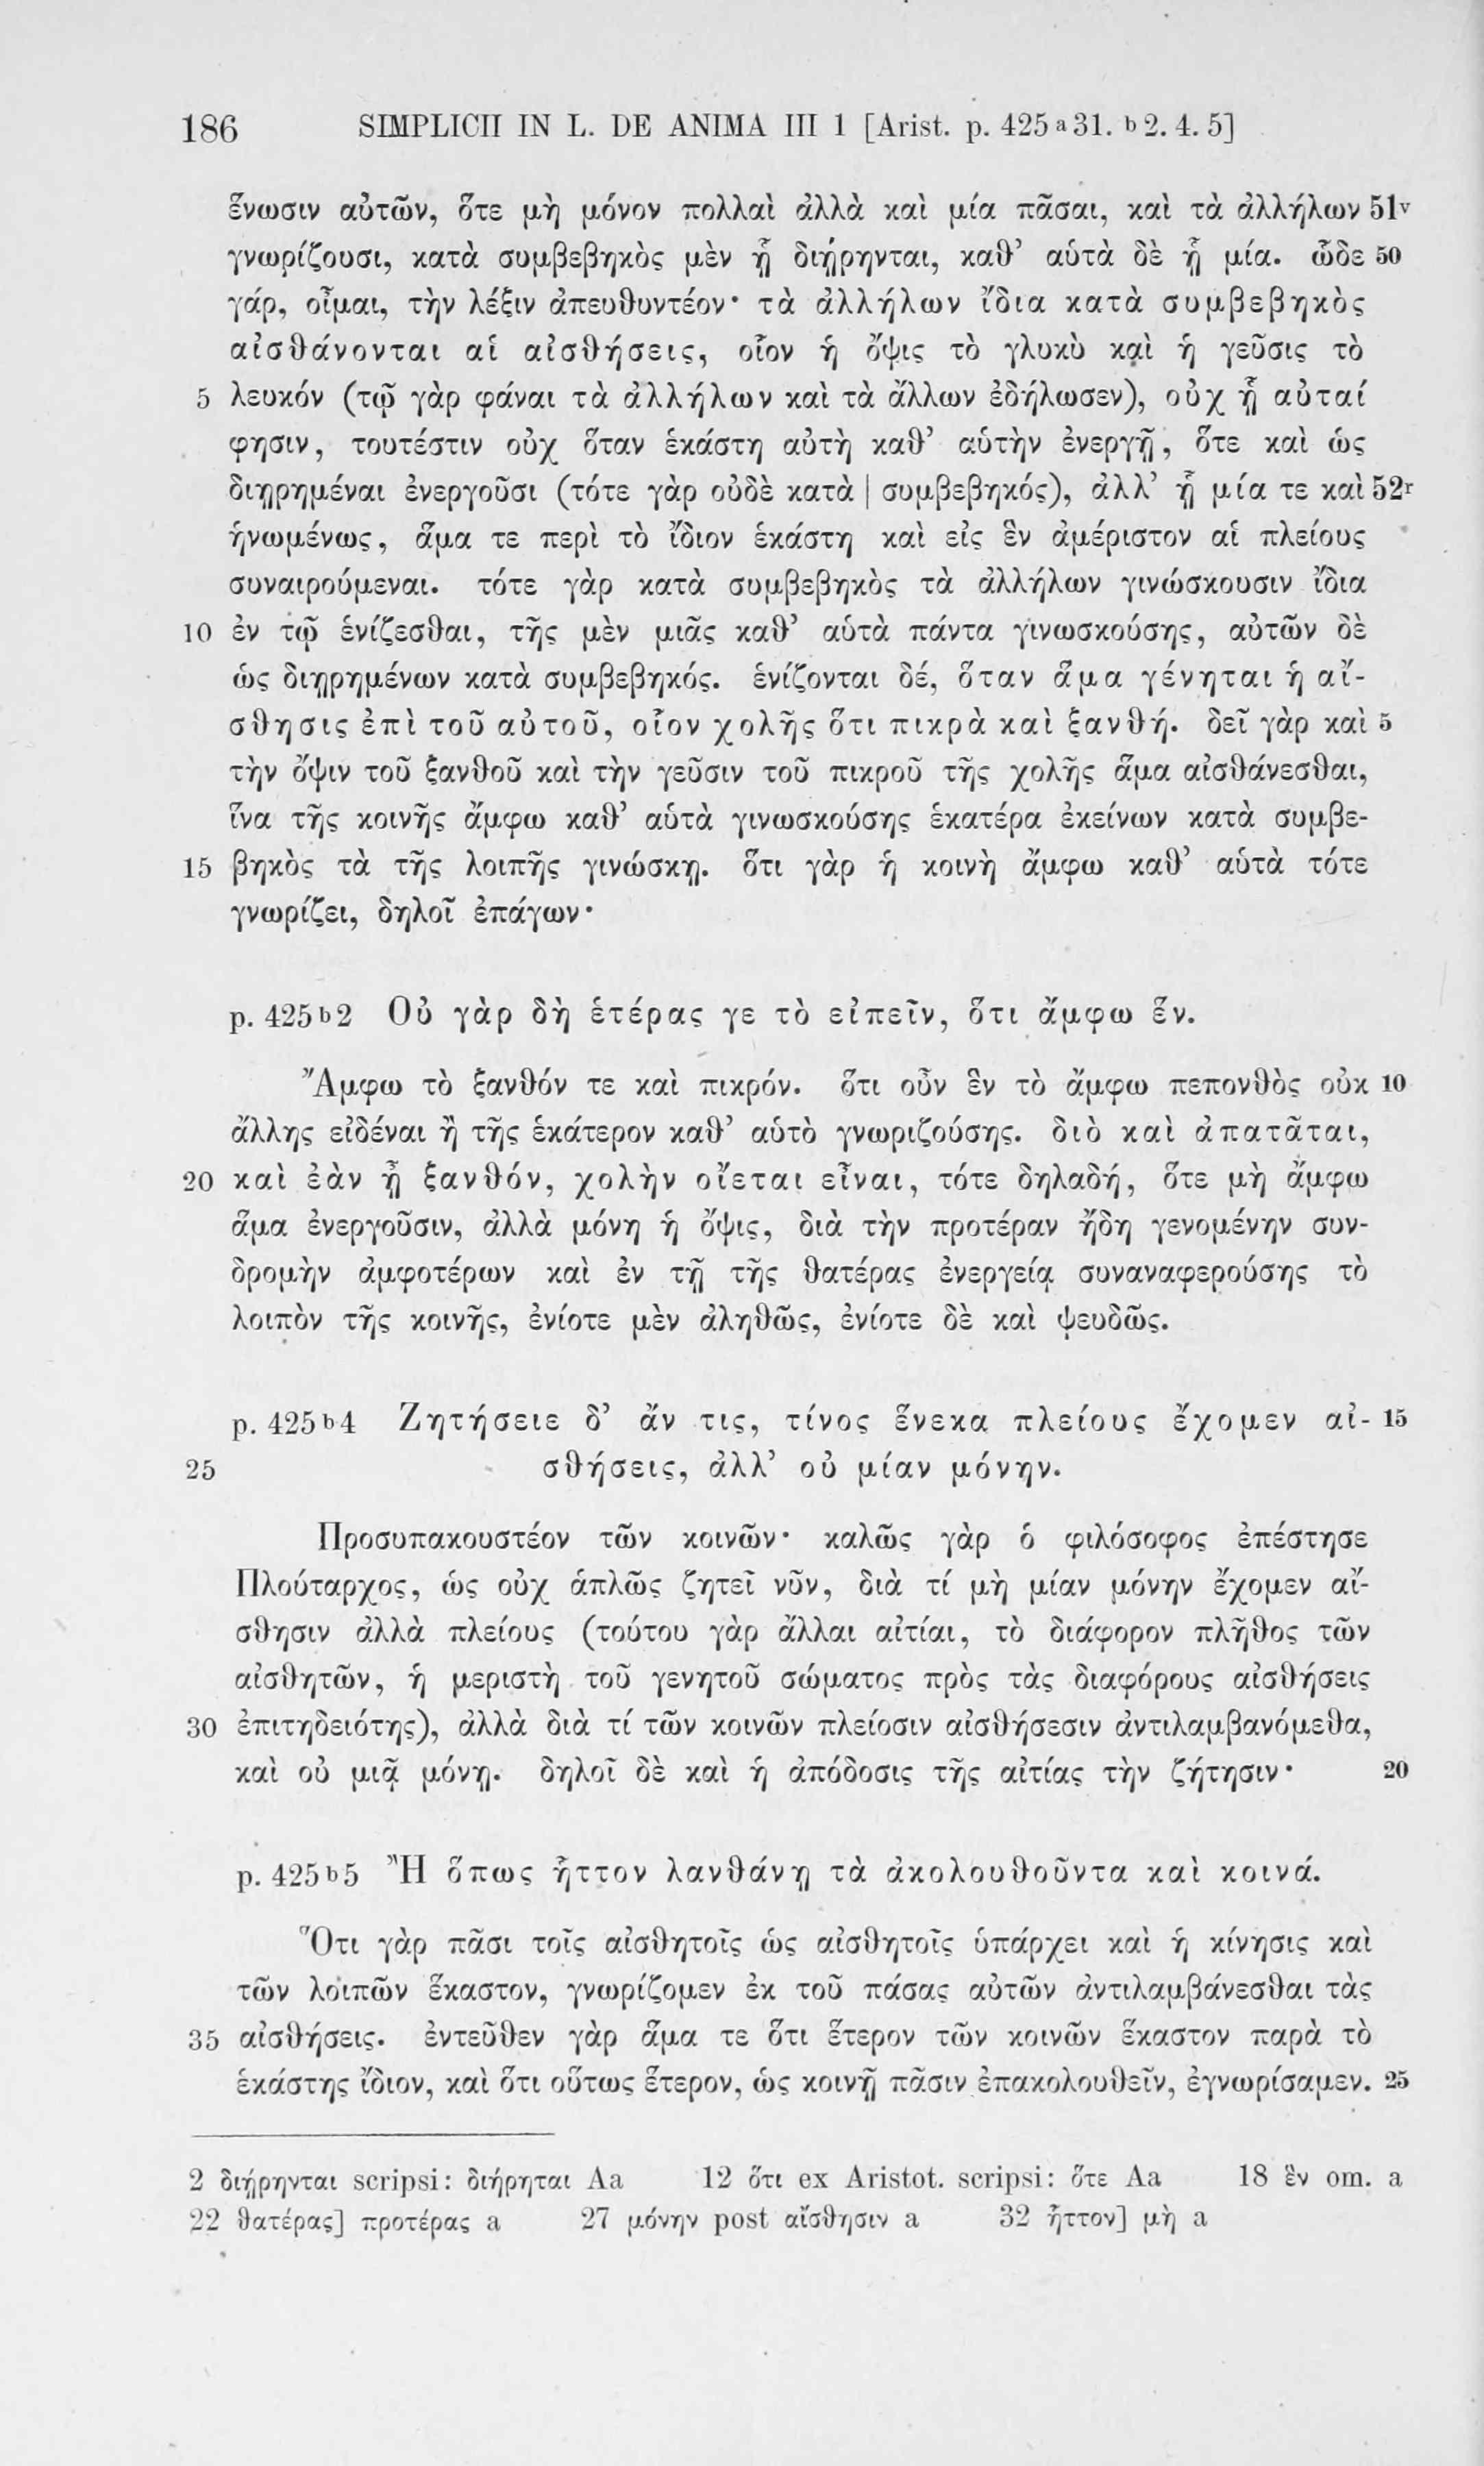 186 SIMPLICII IN L. DE ANIMA III 1 [Arist. p. 425 a 31. b 2. 4. 5]
ἕνωσιν αὐτῶν, ὅτε μὴ μόνον πολλαὶ ἀλλὰ καὶ μία πᾶσαι, καὶ τὰ ἀλλήλων 51v
γνωρίζουσι, κατὰ συμβεβηκὸς μὲν ᾗ διῄρηνται, καθ’ αὑτὰ δὲ ᾗ μία. ὧδε 50
γάρ, οἶμαι, τὴν λέξιν ἀπευθυντέον· τὰ ἀλλήλων ἴδια κατὰ συμβεβηκὸς
αἰσθάνονται αἱ αἰσθήσεις, οἷον ἡ ὄψις τὸ γλυκὺ καὶ ἡ γεῦσις τὸ
5 λευκόν (τῷ γὰρ φάναι τὰ ἀλλήλων καὶ τὰ ἄλλων ἐδήλωσεν), οὐχ ᾗ αὐταί
φησιν, τουτέστιν οὐχ ὅταν ἑκάστη αὐτὴ καθ’ αὑτὴν ἐνεργῇ, ὅτε καὶ ὡς
διῃρημέναι ἐνεργοῦσι (τότε γὰρ οὐδὲ κατὰ | συμβεβηκός), ἀλλ’ ᾗ μία τε καὶ 52r
ἡνωμένως, ἅμα τε περὶ τὸ ἴδιον ἑκάστη καὶ εἰς ἓν ἀμέριστον αἱ πλείους
συναιρούμεναι. τότε γὰρ κατὰ συμβεβηκὸς τὰ ἀλλήλων γινώσκουσιν ἴδια
10 ἐν τῷ ἑνίζεσθαι, τῆς μὲν μιᾶς καθ’ αὑτὰ πάντα γινωσκούσης, αὐτῶν δὲ
ὡς διῃρημένων κατὰ συμβεβηκός. ἑνίζονται δέ, ὅταν ἅμα γένηται ἡ αἴ-
σθησις ἐπὶ τοῦ αὐτοῦ, οἷον χολῆς ὅτι πικρὰ καὶ ξανθή. δεῖ γὰρ καὶ 5
τὴν ὄψιν τοῦ ξανθοῦ καὶ τὴν γεῦσιν τοῦ πικροῦ τῆς χολῆς ἅμα αἰσθάνεσθαι,
ἵνα τῆς κοινῆς ἄμφω καθ’ αὑτὰ γινωσκούσης ἑκατέρα ἐκείνων κατὰ συμβε-
15 βηκὸς τὰ τῆς λοιπῆς γινώσκῃ. ὅτι γὰρ ἡ κοινὴ ἄμφω καθ’ αὑτὰ τότε
γνωρίζει, δηλοῖ ἐπάγων·
p. 425 b 2 Οὐ γὰρ δὴ ἑτέρας γε τὸ εἰπεῖν, ὅτι ἄμφω ἕν.
Ἄμφω τὸ ξανθόν τε καὶ πικρόν. ὅτι οὖν ἓν τὸ ἄμφω πεπονθὸς οὐκ 10
ἄλλης εἰδέναι ἢ τῆς ἑκάτερον καθ’ αὑτὸ γνωριζούσης. διὸ καὶ ἀπατᾶται,
20 καὶ ἐὰν ᾖ ξανθόν, χολὴν οἴεται εἶναι, τότε δηλαδή, ὅτε μὴ ἄμφω
ἅμα ἐνεργοῦσιν, ἀλλὰ μόνη ἡ ὄψις, διὰ τὴν προτέραν ἤδη γενομένην συν-
δρομὴν ἀμφοτέρων καὶ ἐν τῇ τῆς θατέρας ἐνεργείᾳ συναναφερούσης τὸ
λοιπὸν τῆς κοινῆς, ἐνίοτε μὲν ἀληθῶς, ἐνίοτε δὲ καὶ ψευδῶς.
p. 425 b 4 Ζητήσειε δ’ ἄν τις, τίνος ἕνεκα πλείους ἔχομεν αἰ- 15
25 σθήσεις, ἀλλ’ οὐ μίαν μόνην.
Προσυπακουστέον τῶν κοινῶν· καλῶς γὰρ ὁ φιλόσοφος ἐπέστησε
Πλούταρχος, ὡς οὐχ ἁπλῶς ζητεῖ νῦν, διὰ τί μὴ μίαν μόνην ἔχομεν αἴ-
σθησιν ἀλλὰ πλείους (τούτου γὰρ ἄλλαι αἰτίαι, τὸ διάφορον πλῆθος τῶν
αἰσθητῶν, ἡ μεριστὴ τοῦ γενητοῦ σώματος πρὸς τὰς διαφόρους αἰσθήσεις
30 ἐπιτηδειότης), ἀλλὰ διὰ τί τῶν κοινῶν πλείοσιν αἰσθήσεσιν ἀντιλαμβανόμεθα,
καὶ οὐ μιᾷ μόνῃ. δηλοῖ δὲ καὶ ἡ ἀπόδοσις τῆς αἰτίας τὴν ζήτησιν· 20
p. 425 b 5 Ἢ ὅπως ἧττον λανθάνῃ τὰ ἀκολουθοῦντα καὶ κοινά.
Ὅτι γὰρ πᾶσι τοῖς αἰσθητοῖς ὡς αἰσθητοῖς ὑπάρχει καὶ ἡ κίνησις καὶ
τῶν λοιπῶν ἕκαστον, γνωρίζομεν ἐκ τοῦ πάσας αὐτῶν ἀντιλαμβάνεσθαι τὰς
35 αἰσθήσεις. ἐντεῦθεν γὰρ ἅμα τε ὅτι ἕτερον τῶν κοινῶν ἕκαστον παρὰ τὸ
ἑκάστης ἴδιον, καὶ ὅτι οὕτως ἕτερον, ὡς κοινῇ πᾶσιν ἐπακολουθεῖν, ἐγνωρίσαμεν. 25
2 διῄρηνται scripsi: διῄρηται Aa 12 ὅτι ex Aristot. scripsi: ὅτε Aa 18 ἓν om. a
22 θατέρας] προτέρας a 27 μόνην post αἴσθησιν a 32 ἧττον] μὴ a